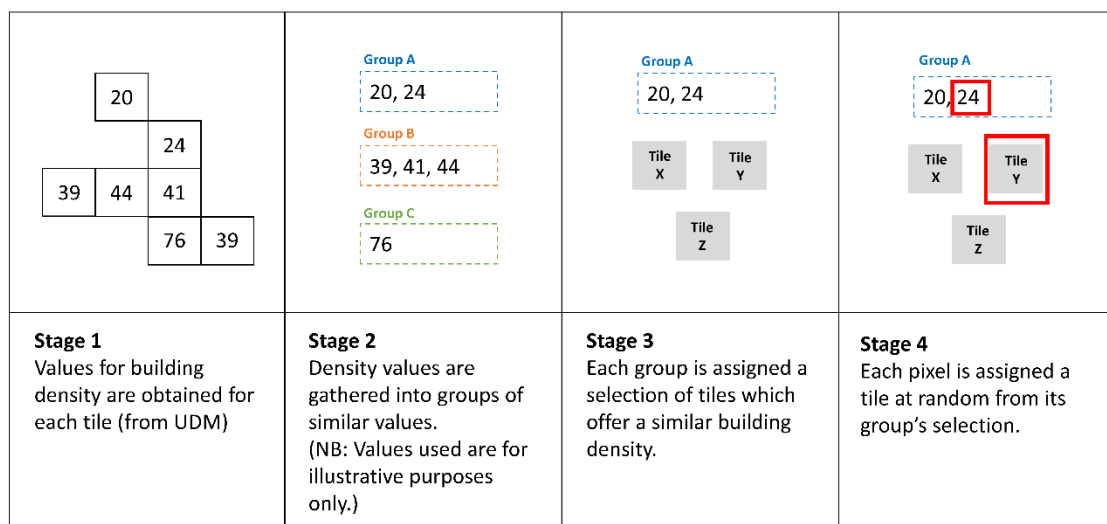 20
24
39 44 41
76 39
Group A
20, 24
Group B
39, 41, 44
Group C
76
Group A
20, 24
Tile
X
Tile
Y
Tile
Z
Group A
20, 24
Tile
X
Tile
Y
Tile
Z
Stage 1
Values for building
density are obtained for
each tile (from UDM)
Stage 2
Density values are
gathered into groups of
similar values.
(NB: Values used are for
illustrative purposes
only.)
Stage 3
Each group is assigned a
selection of tiles which
offer a similar building
density.
Stage 4
Each pixel is assigned a
tile at random from its
group’s selection.